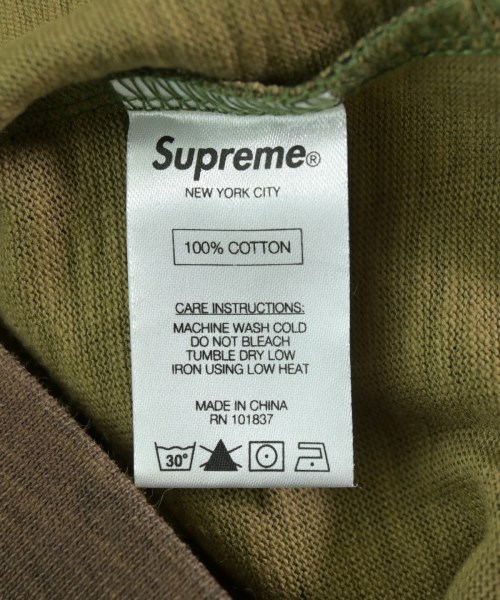 Supreme®
NEW YORK CITY
100% COTTON
CARE INSTRUCTIONS:
MACHINE WASH COLD
DO NOT BLEACH
TUMBLE DRY LOW
IRON USING LOW HEAT
MADE IN CHINA
RN 101837
30°